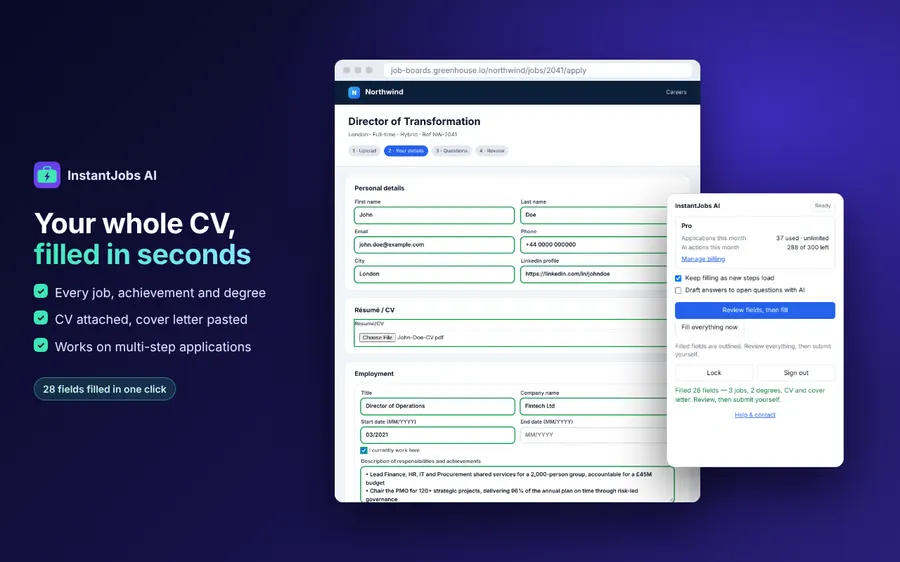 InstantJobs AI
Your whole CV,
filled in seconds
Every job, achievement and degree
CV attached, cover letter pasted
Works on multi-step applications
28 fields filled in one click
job-boards.greenhouse.io/northwind/jobs/2041/apply
N Northwind
Careers
Director of Transformation
London · Full-time · Hybrid · Ref NW-2041
1 · Upload
2 · Your details
3 · Questions
4 · Review
Personal details
First name
Last name
John
Doe
Email
Phone
john.doe@example.com
+44 0000 000000
City
LinkedIn profile
London
https://linkedin.com/in/johndoe
Résumé / CV
Resume/CV
Choose File John-Doe-CV.pdf
Employment
Title
Company name
Director of Operations
Fintech Ltd
Start date (MM/YYYY)
End date (MM/YYYY)
03/2021
MM/YYYY
I currently work here
Description of responsibilities and achievements
• Lead Finance, HR, IT and Procurement shared services for a 2,000-person group, accountable for a £45M
budget
• Chair the PMO for 120+ strategic projects, delivering 96% of the annual plan on time through risk-led
governance
InstantJobs AI
Ready
Pro
Applications this month 37 used · unlimited
AI actions this month 288 of 300 left
Manage billing
Keep filling as new steps load
Draft answers to open questions with AI
Review fields, then fill
Fill everything now
Filled fields are outlined. Review everything, then submit
yourself.
Lock
Sign out
Filled 28 fields — 3 jobs, 2 degrees, CV and cover
letter. Review, then submit yourself.
Help & contact